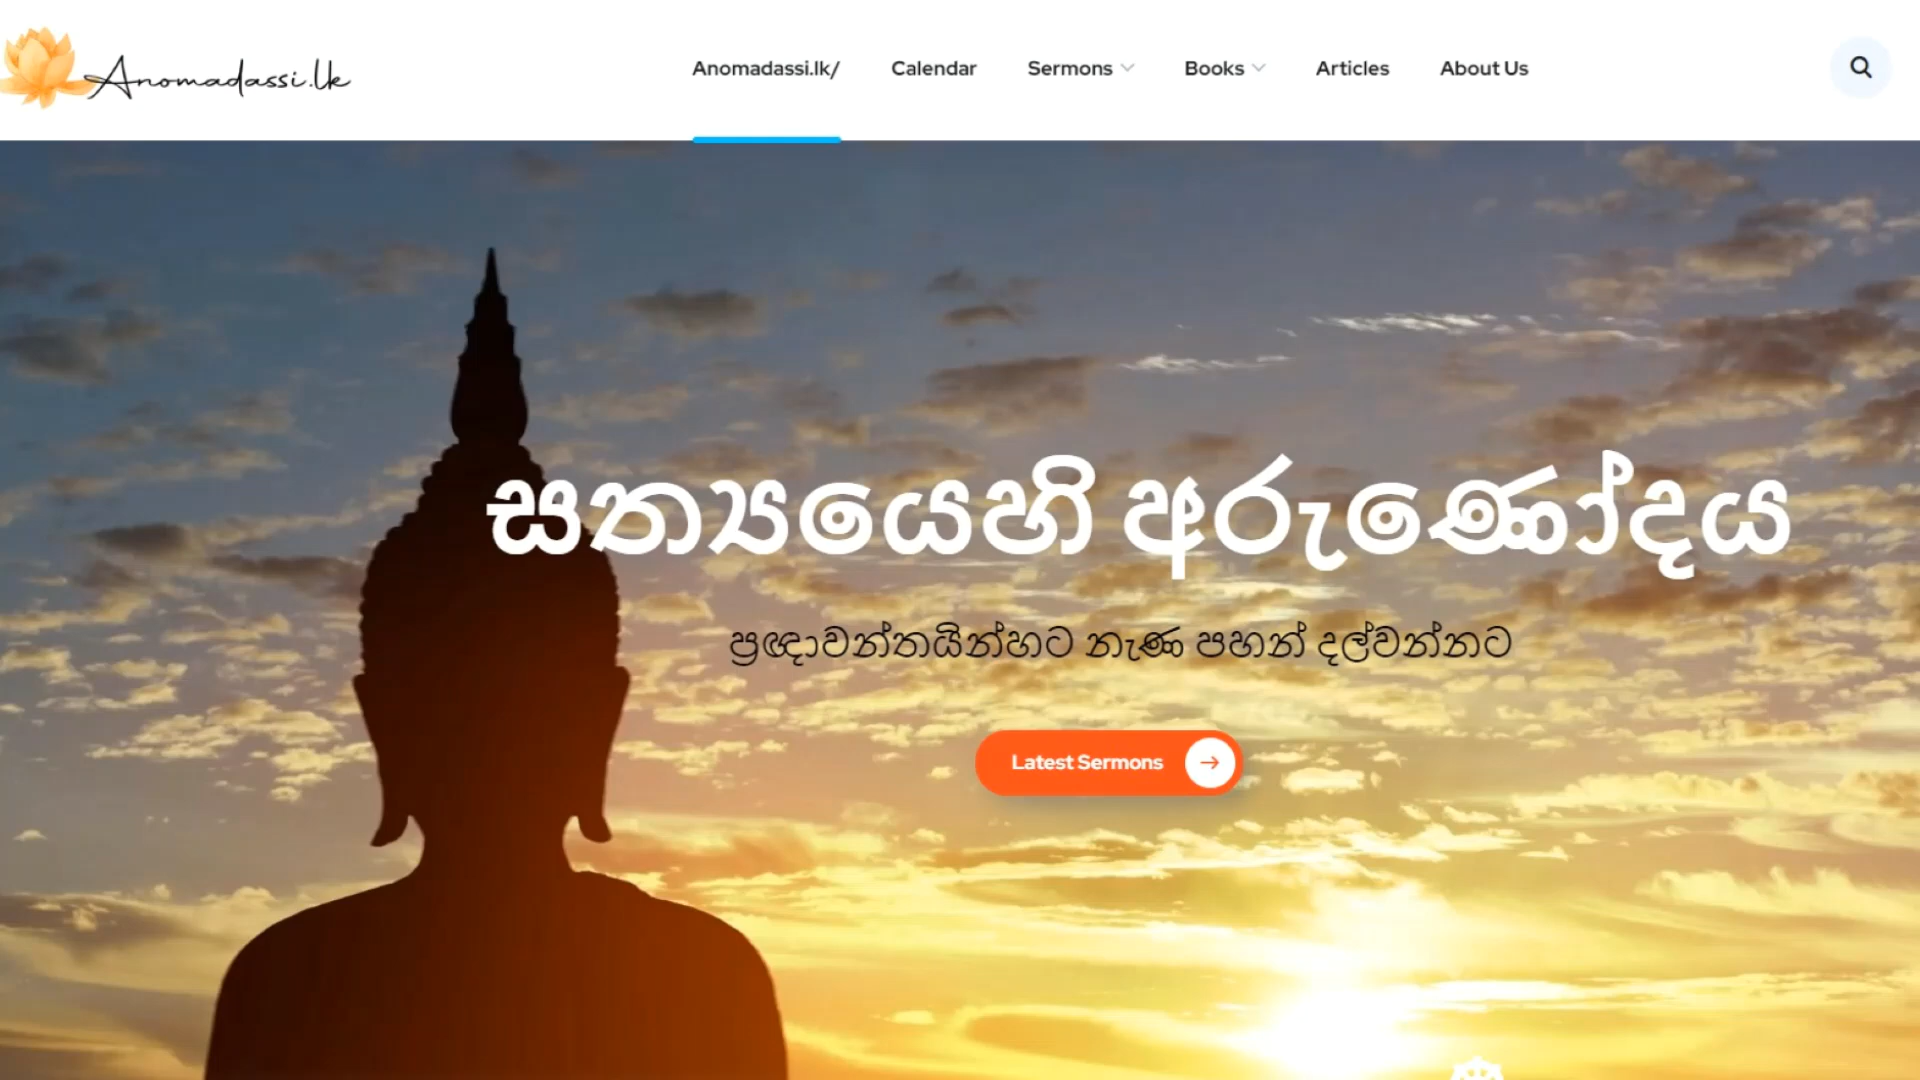 Anomadassi.lk
Anomadassi.lk/ Calendar Sermons Books Articles About Us
සත්‍යයෙහි අරුණෝදය
ප්‍රඥාවන්තයින්හට නැණ පහන් දල්වන්නට
Latest Sermons